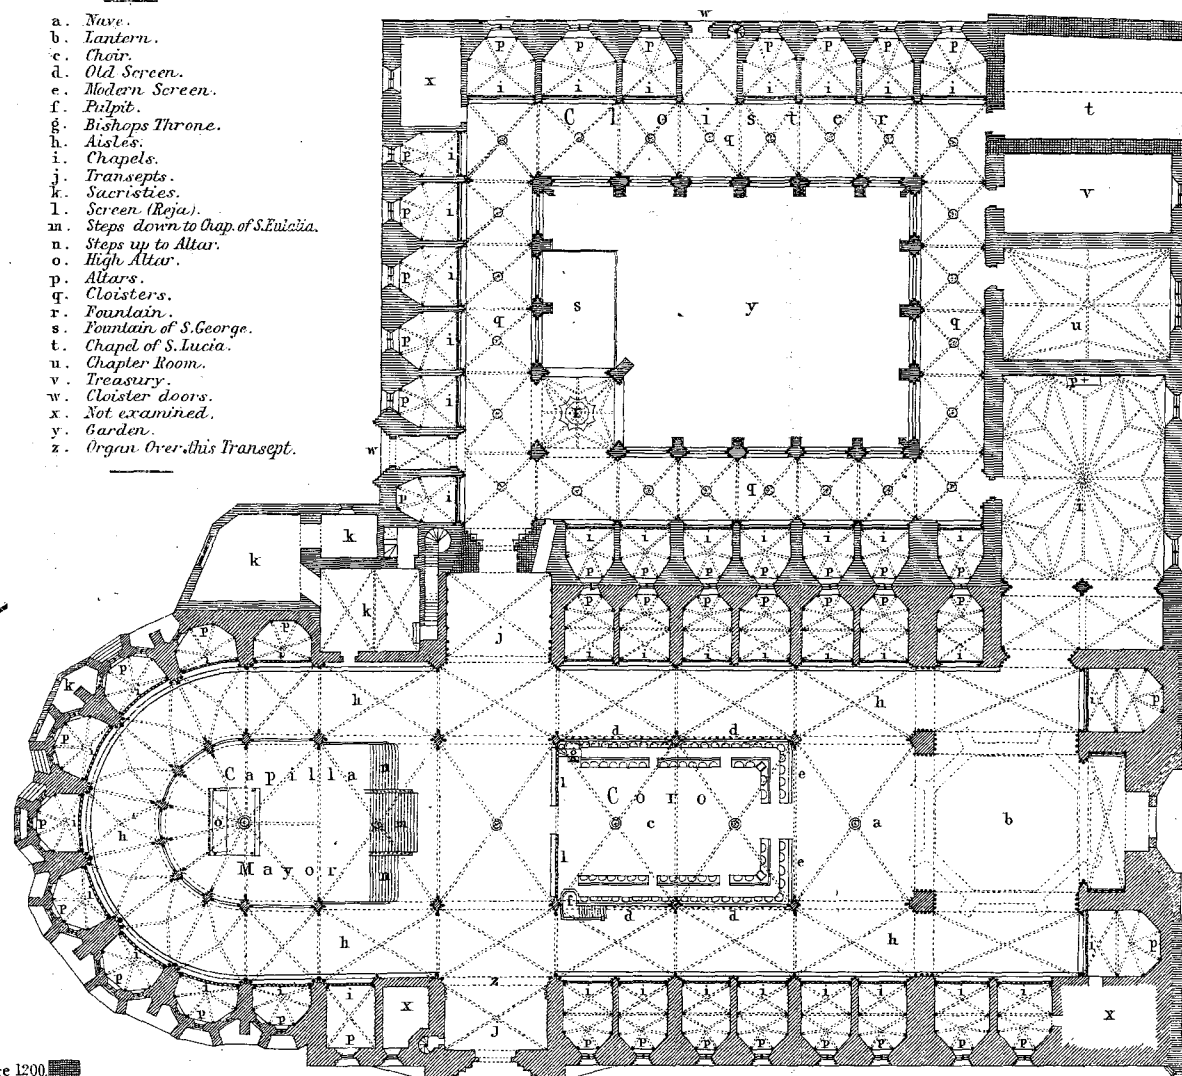 a. Nave.
b. Lantern.
c. Choir.
d. Old Screen.
e. Modern Screen.
f. Pulpit.
g. Bishops Throne.
h. Aisles.
i. Chapels.
j. Transepts.
k. Sacristies.
l. Screen (Reja).
m. Steps down to Chap. of S.Eulalia.
n. Steps up to Altar.
o. High Altar.
p. Altars.
q. Cloisters.
r. Fountain.
s. Fountain of S.George.
t. Chapel of S.Lucia.
u. Chapter Room.
v. Treasury.
w. Cloister doors.
x. Not examined.
y. Garden.
z. Organ Over this Transept.
w
p p p p p p p
x
i i i i i i i
t
Cloister
q
p i
v
p i
s
y
p i
q
q
u
p i
p +
p i
r
w
p i
q
i
k
k
i i i i i i i
p p p p p p p
k
p p p p p p p
j
i i i i i i i
k
h
h
i p
d d
n
g
e
Capilla
l
Coro
o
m
c
a
b
h
p i
Mayor
l
e
n
f
d d
h
h
i p
z
i
x
j
i i i i i i i i
x
p
p p p p p p p p
1200.